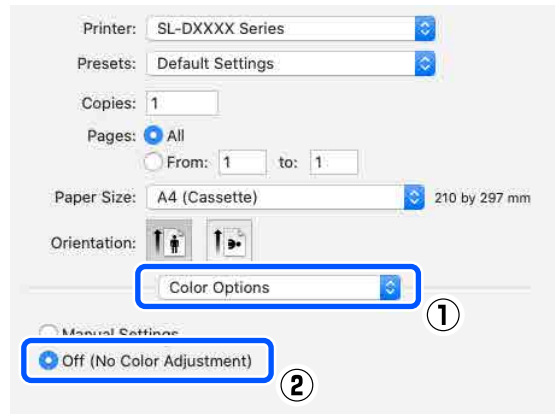 Printer: SL-DXXXX Series
Presets: Default Settings
Copies: 1
Pages: All
From: 1 to: 1
Paper Size: A4 (Cassette) 210 by 297 mm
Orientation:
Color Options
①
Manual Settings
Off (No Color Adjustment)
②